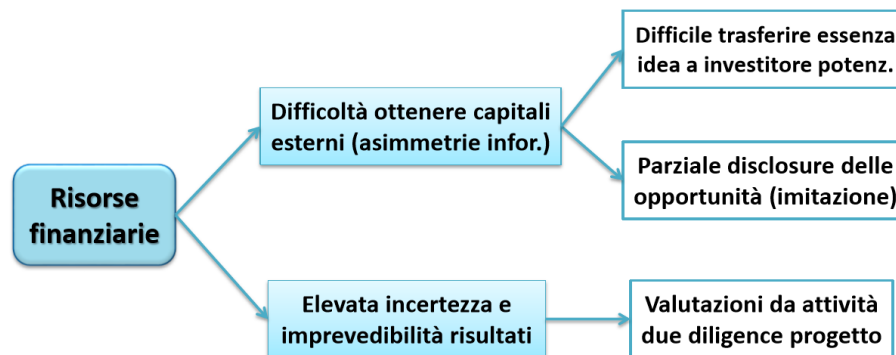 Risorse
finanziarie
Difficoltà ottenere capitali
esterni (asimmetrie infor.)
Difficile trasferire essenza
idea a investitore potenz.
Parziale disclosure delle
opportunità (imitazione)
Elevata incertezza e
imprevedibilità risultati
Valutazioni da attività
due diligence progetto